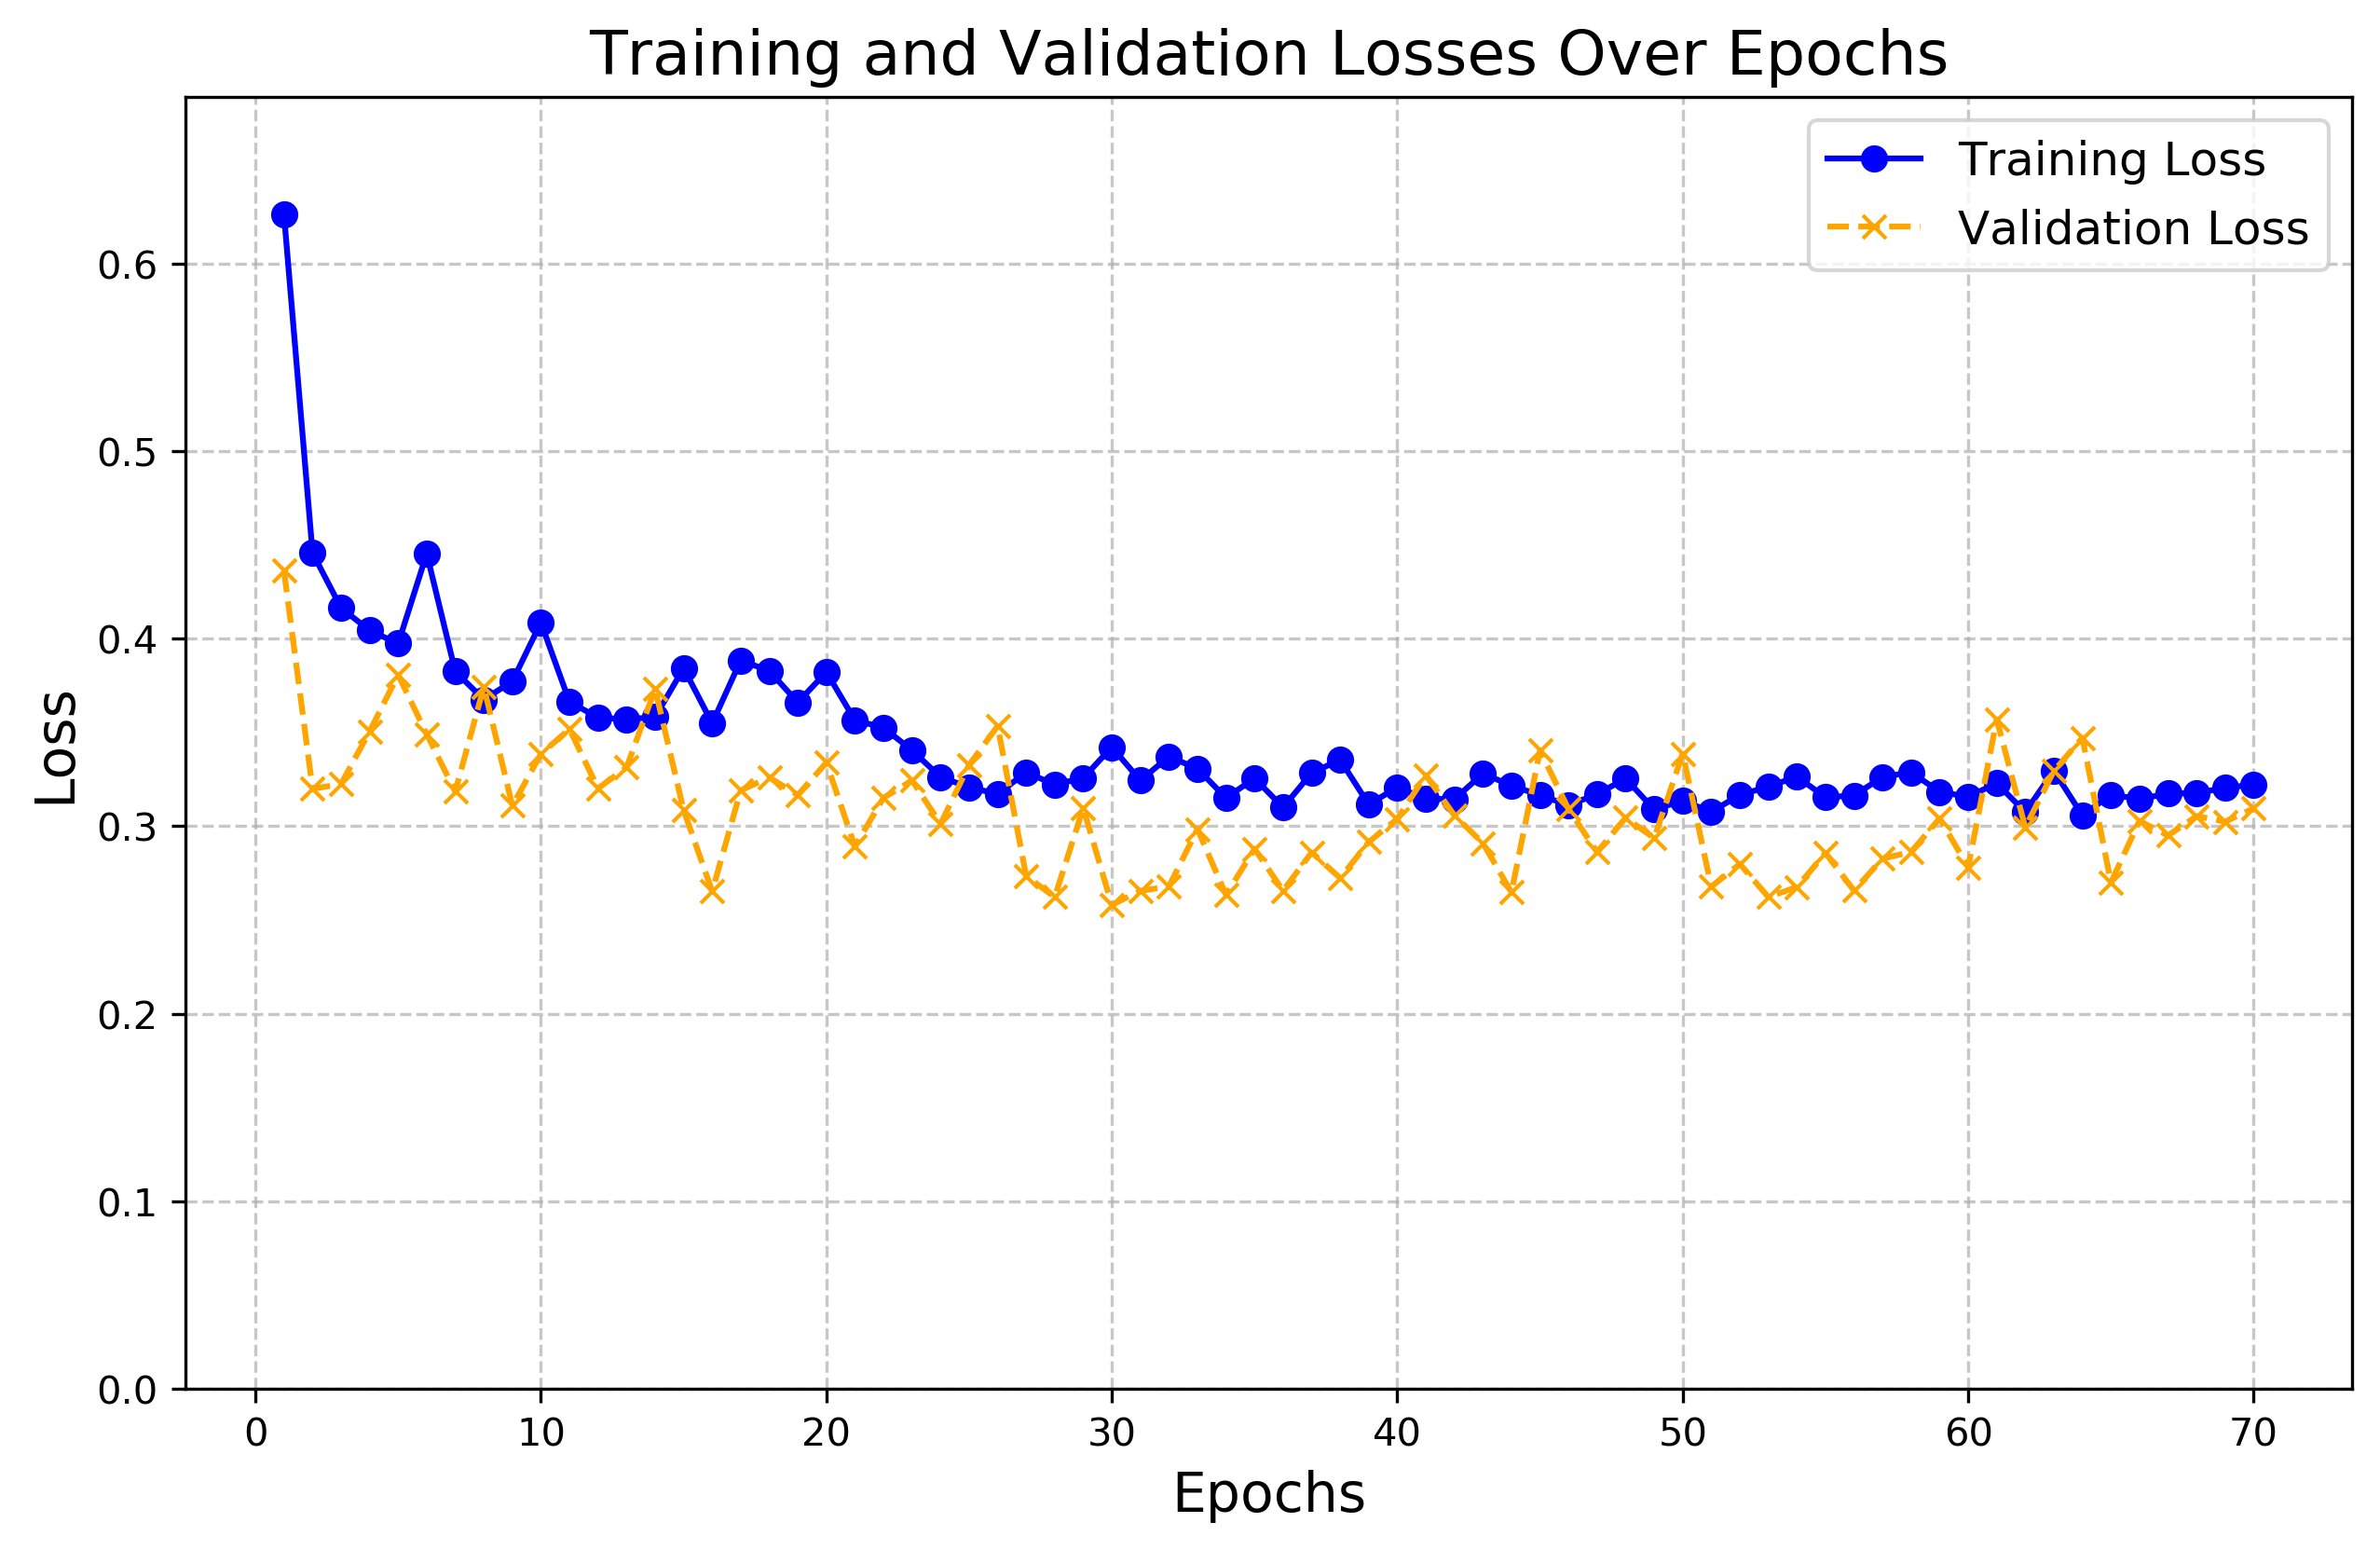 Training and Validation Losses Over Epochs
Training Loss
Validation Loss
Loss
0.6
0.5
0.4
0.3
0.2
0.1
0.0
0 10 20 30 40 50 60 70
Epochs